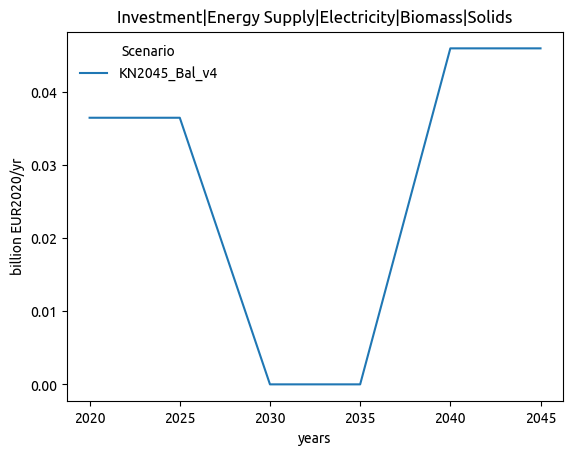 Investment|Energy Supply|Electricity|Biomass|Solids
Scenario
KN2045_Bal_v4
billion EUR2020/yr
0.04
0.03
0.02
0.01
0.00
2020 2025 2030 2035 2040 2045
years